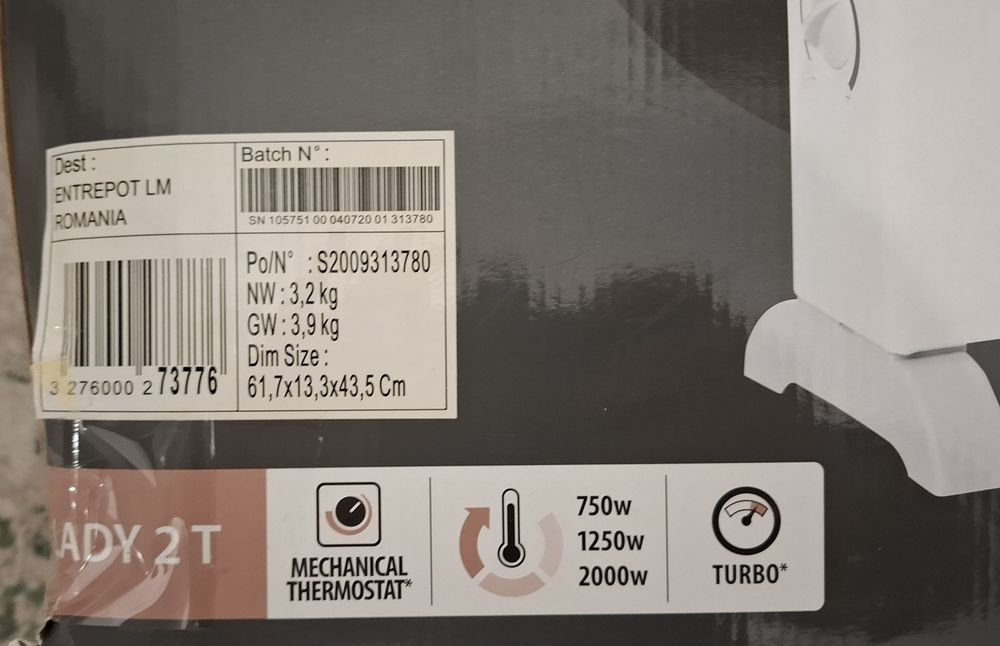 Dest :
ENTREPOT LM
ROMANIA
Batch N° :
SN 105751 00 040720 01 313780
3 276000 273776
Po/N° : S2009313780
NW : 3,2 kg
GW : 3,9 kg
Dim Size :
61,7x13,3x43,5 Cm
ADY 2 T
MECHANICAL
THERMOSTAT*
750w
1250w
2000w
TURBO*